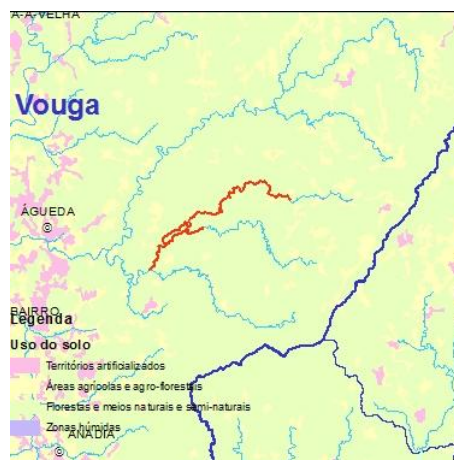 A-A-VELHA
Vouga
ÁGUEDA
BAIRRO
Legenda
Uso do solo
Territórios artificializados
Áreas agrícolas e agro-florestais
Florestas e meios naturais e semi-naturais
Zonas húmidas
ANADIA